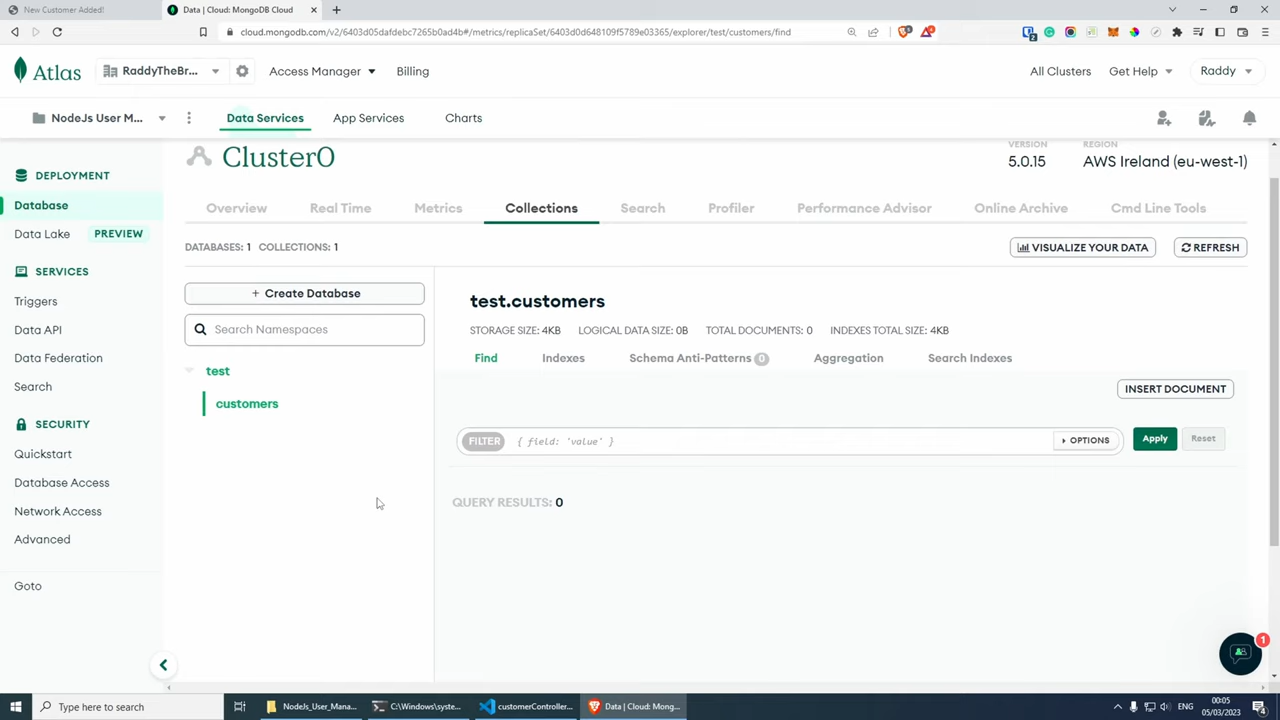 New Customer Added!
Data | Cloud: MongoDB Cloud
cloud.mongodb.com/v2/6403d05dafdebc7265b0ad4b#/metrics/replicaSet/6403d0d648109f5789e03365/explorer/test/customers/find
2
Atlas
RaddyTheBr...
Access Manager
Billing
All Clusters
Get Help
Raddy
NodeJs User M...
Data Services
App Services
Charts
Cluster0
VERSION
5.0.15
REGION
AWS Ireland (eu-west-1)
DEPLOYMENT
Database
Data Lake
PREVIEW
SERVICES
Triggers
Data API
Data Federation
Search
SECURITY
Quickstart
Database Access
Network Access
Advanced
Goto
Overview
Real Time
Metrics
Collections
Search
Profiler
Performance Advisor
Online Archive
Cmd Line Tools
DATABASES: 1 COLLECTIONS: 1
VISUALIZE YOUR DATA
REFRESH
+ Create Database
Search Namespaces
test
customers
test.customers
STORAGE SIZE: 4KB LOGICAL DATA SIZE: 0B TOTAL DOCUMENTS: 0 INDEXES TOTAL SIZE: 4KB
Find
Indexes
Schema Anti-Patterns 0
Aggregation
Search Indexes
INSERT DOCUMENT
FILTER
{ field: 'value' }
OPTIONS
Apply
Reset
QUERY RESULTS: 0
1
Type here to search
NodeJs_User_Mana...
C:\Windows\syste...
customerController...
Data | Cloud: Mong...
00:05
05/03/2023
4